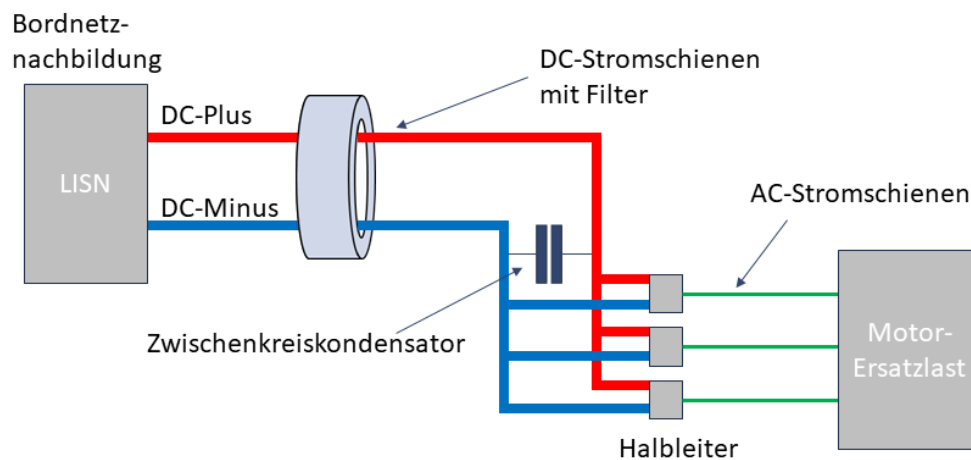 Bordnetz-
nachbildung
DC-Stromschienen
mit Filter
DC-Plus
LISN
DC-Minus
AC-Stromschienen
Zwischenkreiskondensator
Motor-
Ersatzlast
Halbleiter